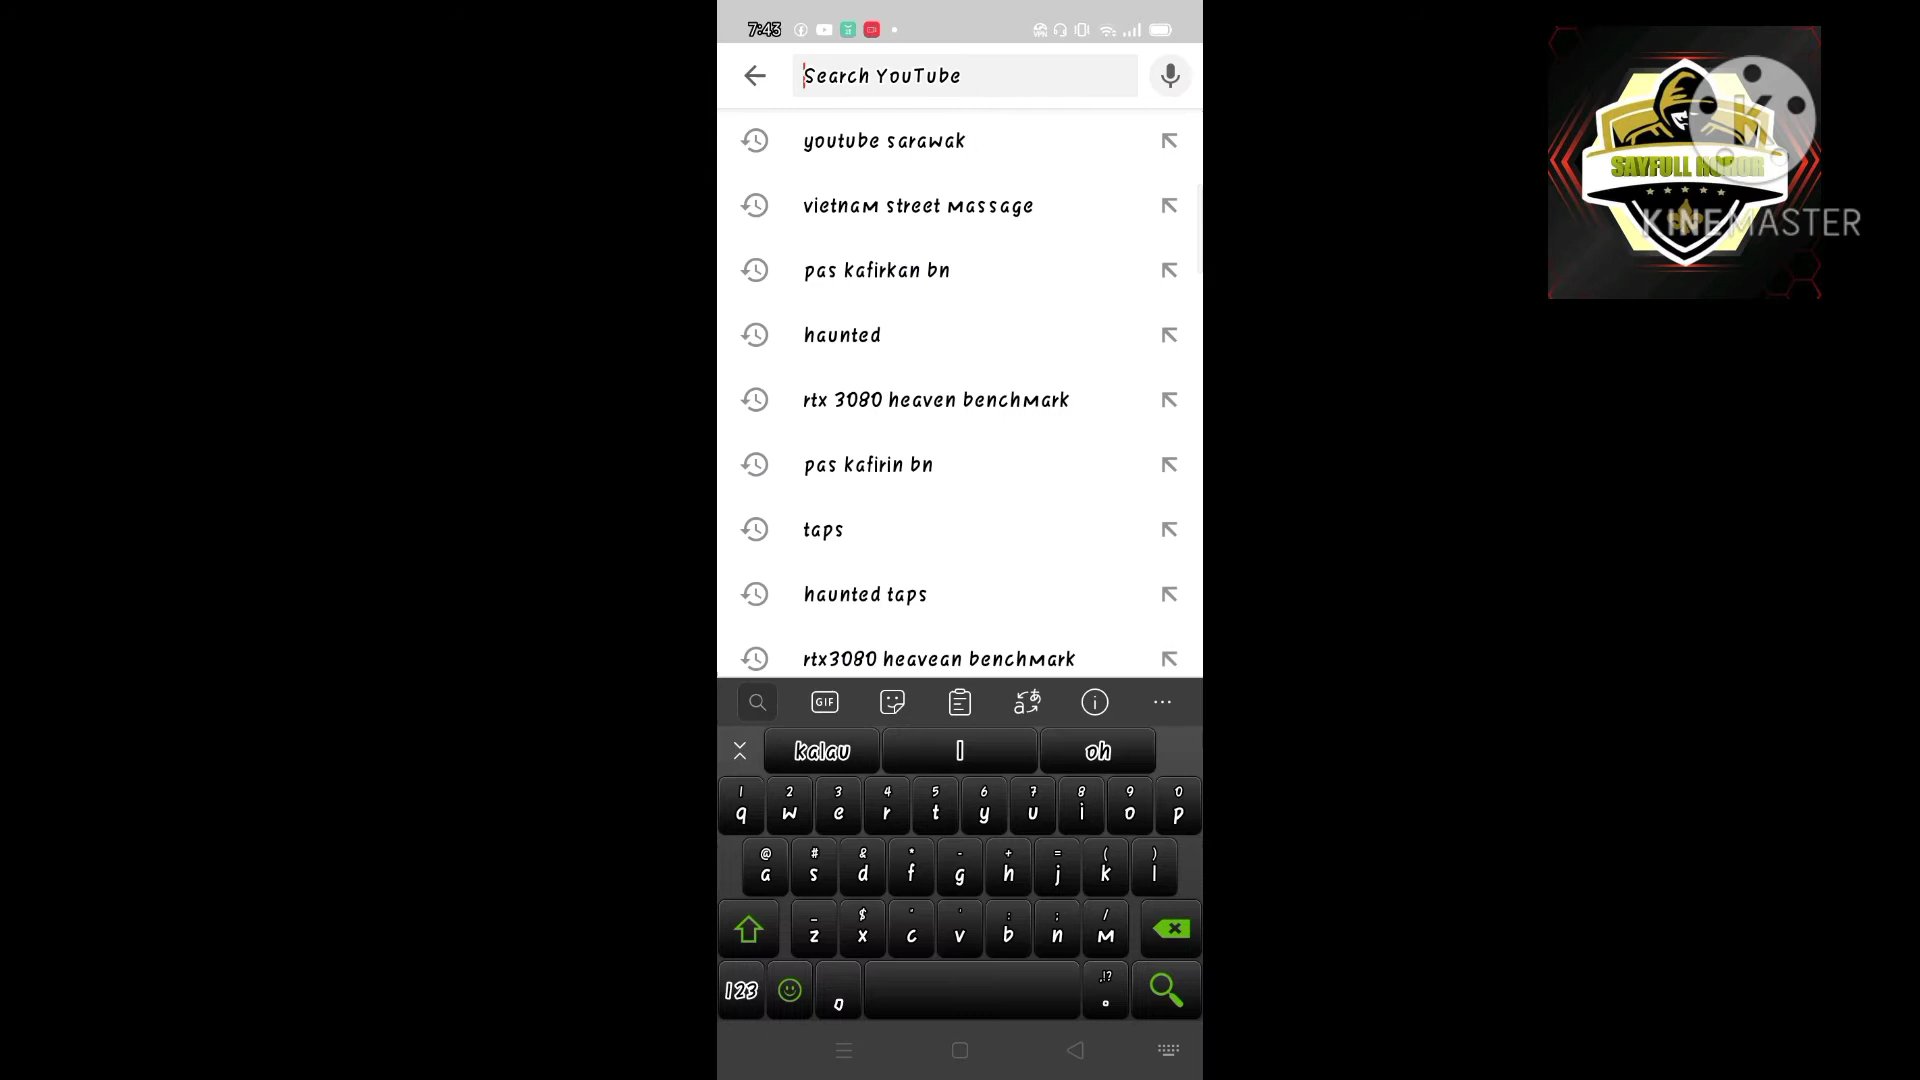 7:43
Search YouTube
youtube sarawak
vietnam street massage
pas kafirkan bn
haunted
rtx 3080 heaven benchmark
pas kafirin bn
taps
haunted taps
rtx3080 heavean benchmark
GIF
kalau I oh
1 2 3 4 5 6 7 8 9 0
q w e r t y u i o p
@ # & * - + = ( )
a s d f g h j k l
z x c v b n m
123
,!?
SAYFULL HOROR
KINEMASTER